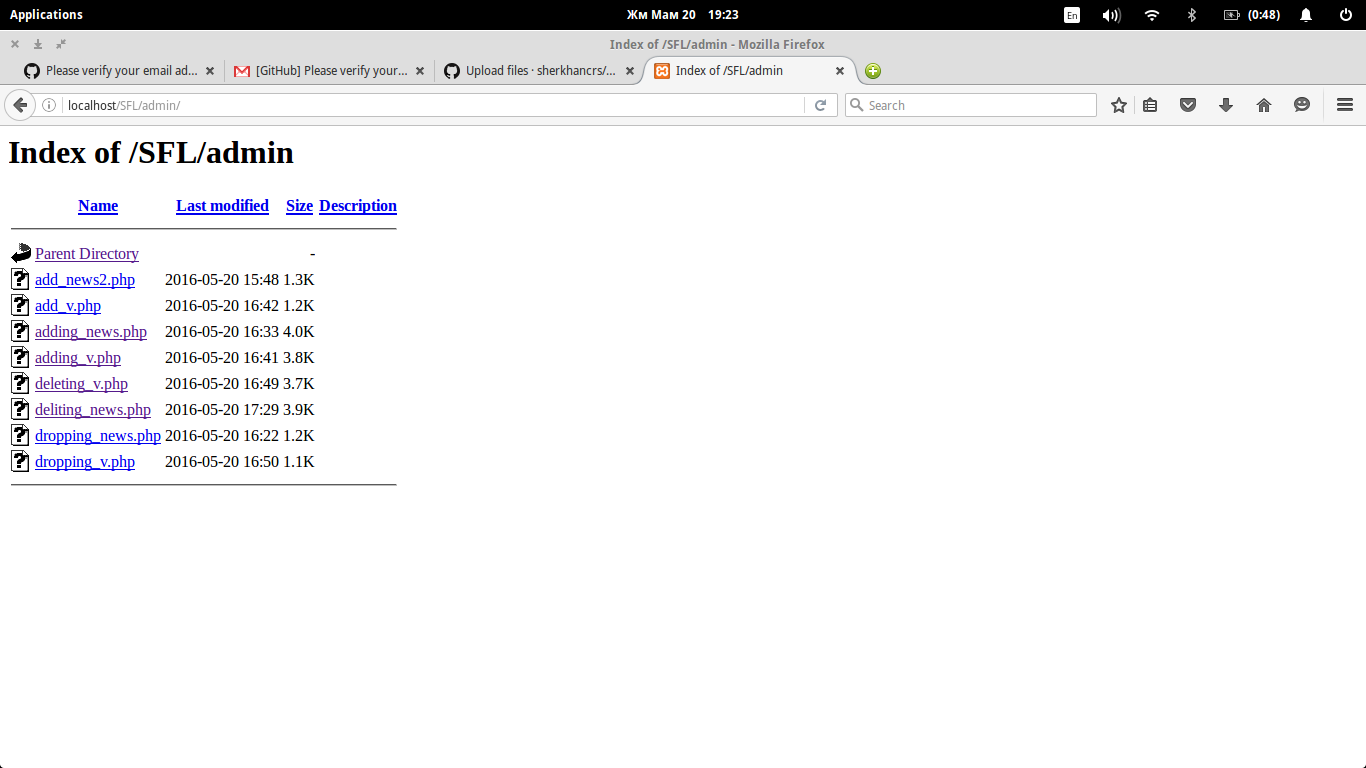 Applications Жм Мам 20 19:23 En (0:48)
Index of /SFL/admin - Mozilla Firefox
Please verify your email ad... [GitHub] Please verify your... Upload files · sherkhancrs/... Index of /SFL/admin
localhost/SFL/admin/ Search
Index of /SFL/admin
Name Last modified Size Description
Parent Directory -
add_news2.php 2016-05-20 15:48 1.3K
add_v.php 2016-05-20 16:42 1.2K
adding_news.php 2016-05-20 16:33 4.0K
adding_v.php 2016-05-20 16:41 3.8K
deleting_v.php 2016-05-20 16:49 3.7K
deliting_news.php 2016-05-20 17:29 3.9K
dropping_news.php 2016-05-20 16:22 1.2K
dropping_v.php 2016-05-20 16:50 1.1K